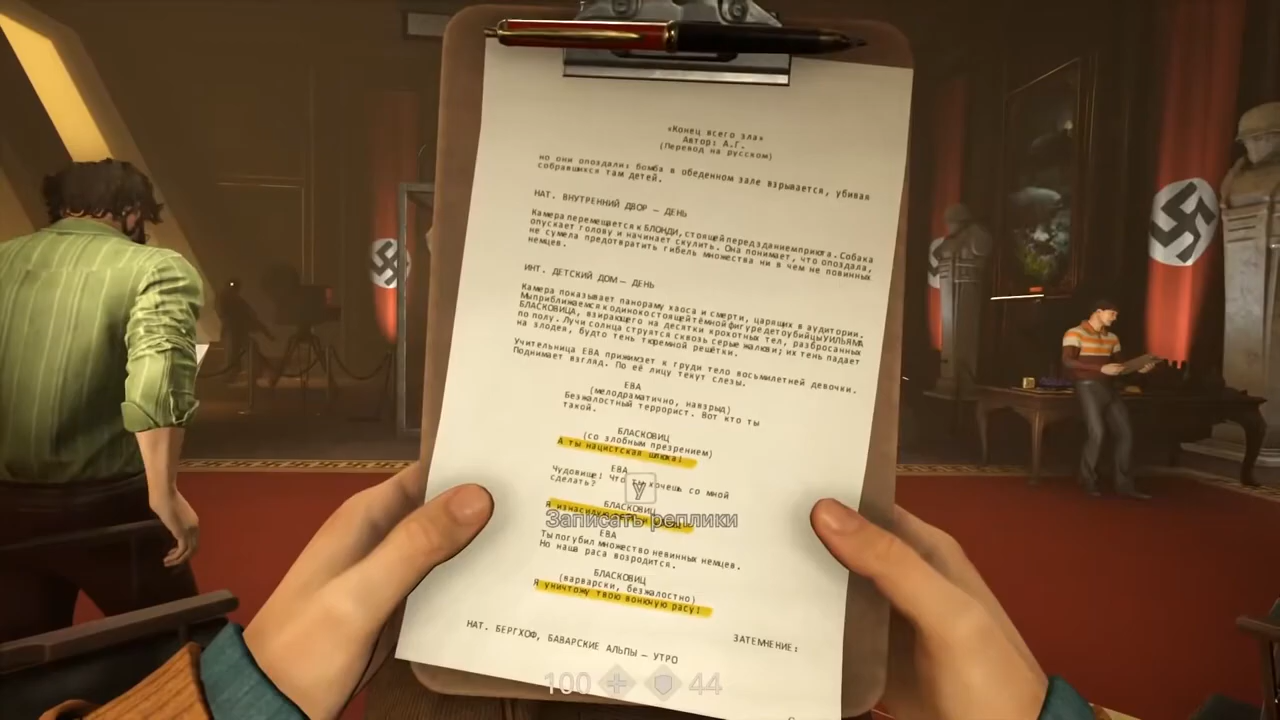 «Конец всего зла»
Автор: А.Г.
(Перевод на русском)
но они опоздали: бомба в обеденном зале взрывается, убивая
собравшихся там детей.
НАТ. ВНУТРЕННИЙ ДВОР – ДЕНЬ
Камера перемещается к БЛОНДИ, стоящей перед зданием приюта. Собака
опускает голову и начинает скулить. Она понимает, что опоздала,
не сумела предотвратить гибель множества ни в чем не повинных
немцев.
ИНТ. ДЕТСКИЙ ДОМ – ДЕНЬ
Камера показывает панораму хаоса и смерти, царящих в аудитории.
Мы приближаемся к одиноко стоящей тёмной фигуре детоубийцы УИЛЬЯМА
БЛАСКОВИЦА, взирающего на десятки крохотных тел, разбросанных
по полу. Лучи солнца струятся сквозь серые жалюзи; их тень падает
на злодея, будто тень тюремной решётки.
Учительница ЕВА прижимает к груди тело восьмилетней девочки.
Поднимает взгляд. По её лицу текут слезы.
ЕВА
(мелодраматично, навзрыд)
Безжалостный террорист. Вот кто ты
такой.
БЛАСКОВИЦ
(со злобным презрением)
А ты нацистская шлюха!
ЕВА
Чудовище! Что ты хочешь со мной
сделать?
У
БЛАСКОВИЦ
Я изнасилую
Записать реплики
ЕВА
Ты погубил множество невинных немцев.
Но наша раса возродится.
БЛАСКОВИЦ
(варварски, безжалостно)
Я уничтожу твою вонючую расу!
ЗАТЕМНЕНИЕ:
НАТ. БЕРГХОФ, БАВАРСКИЕ АЛЬПЫ – УТРО
100 44